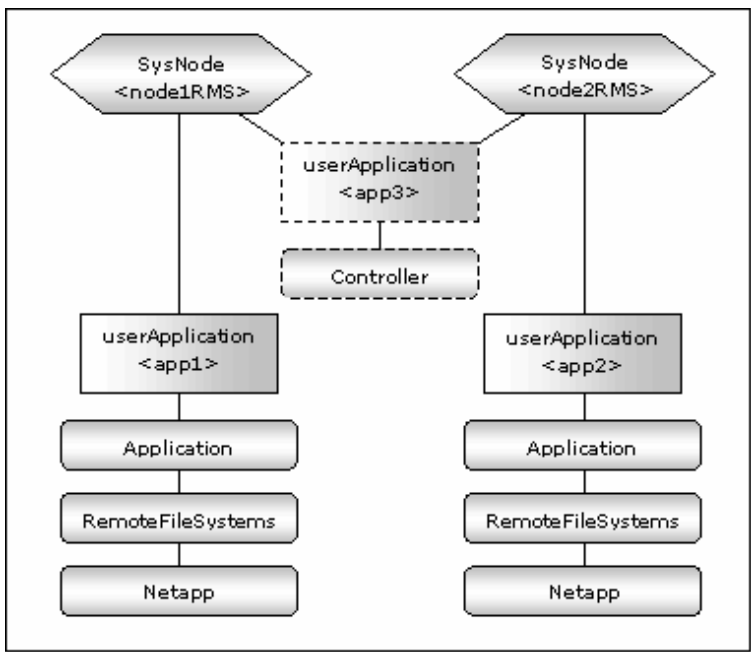 SysNode
<node1RMS>
SysNode
<node2RMS>
userApplication
<app3>
Controller
userApplication
<app1>
userApplication
<app2>
Application
Application
RemoteFileSystems
RemoteFileSystems
Netapp
Netapp